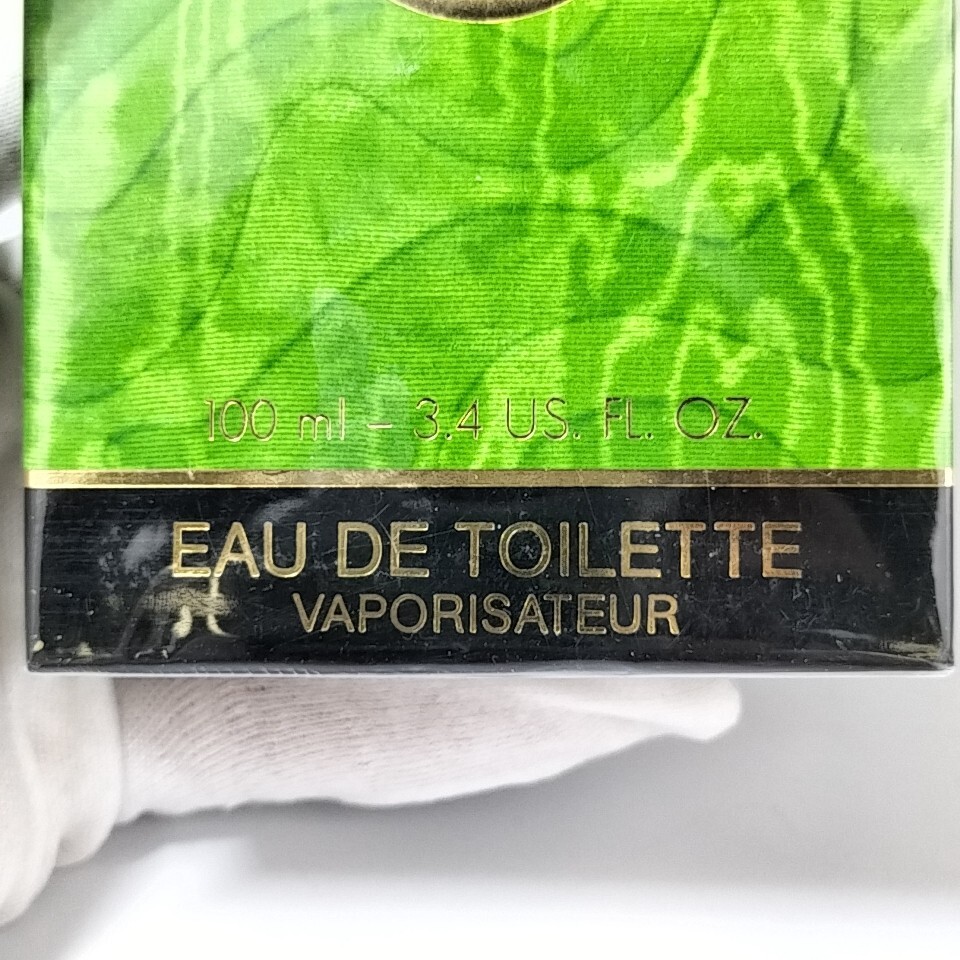 100 ml – 3.4 US. FL. OZ.
EAU DE TOILETTE
VAPORISATEUR